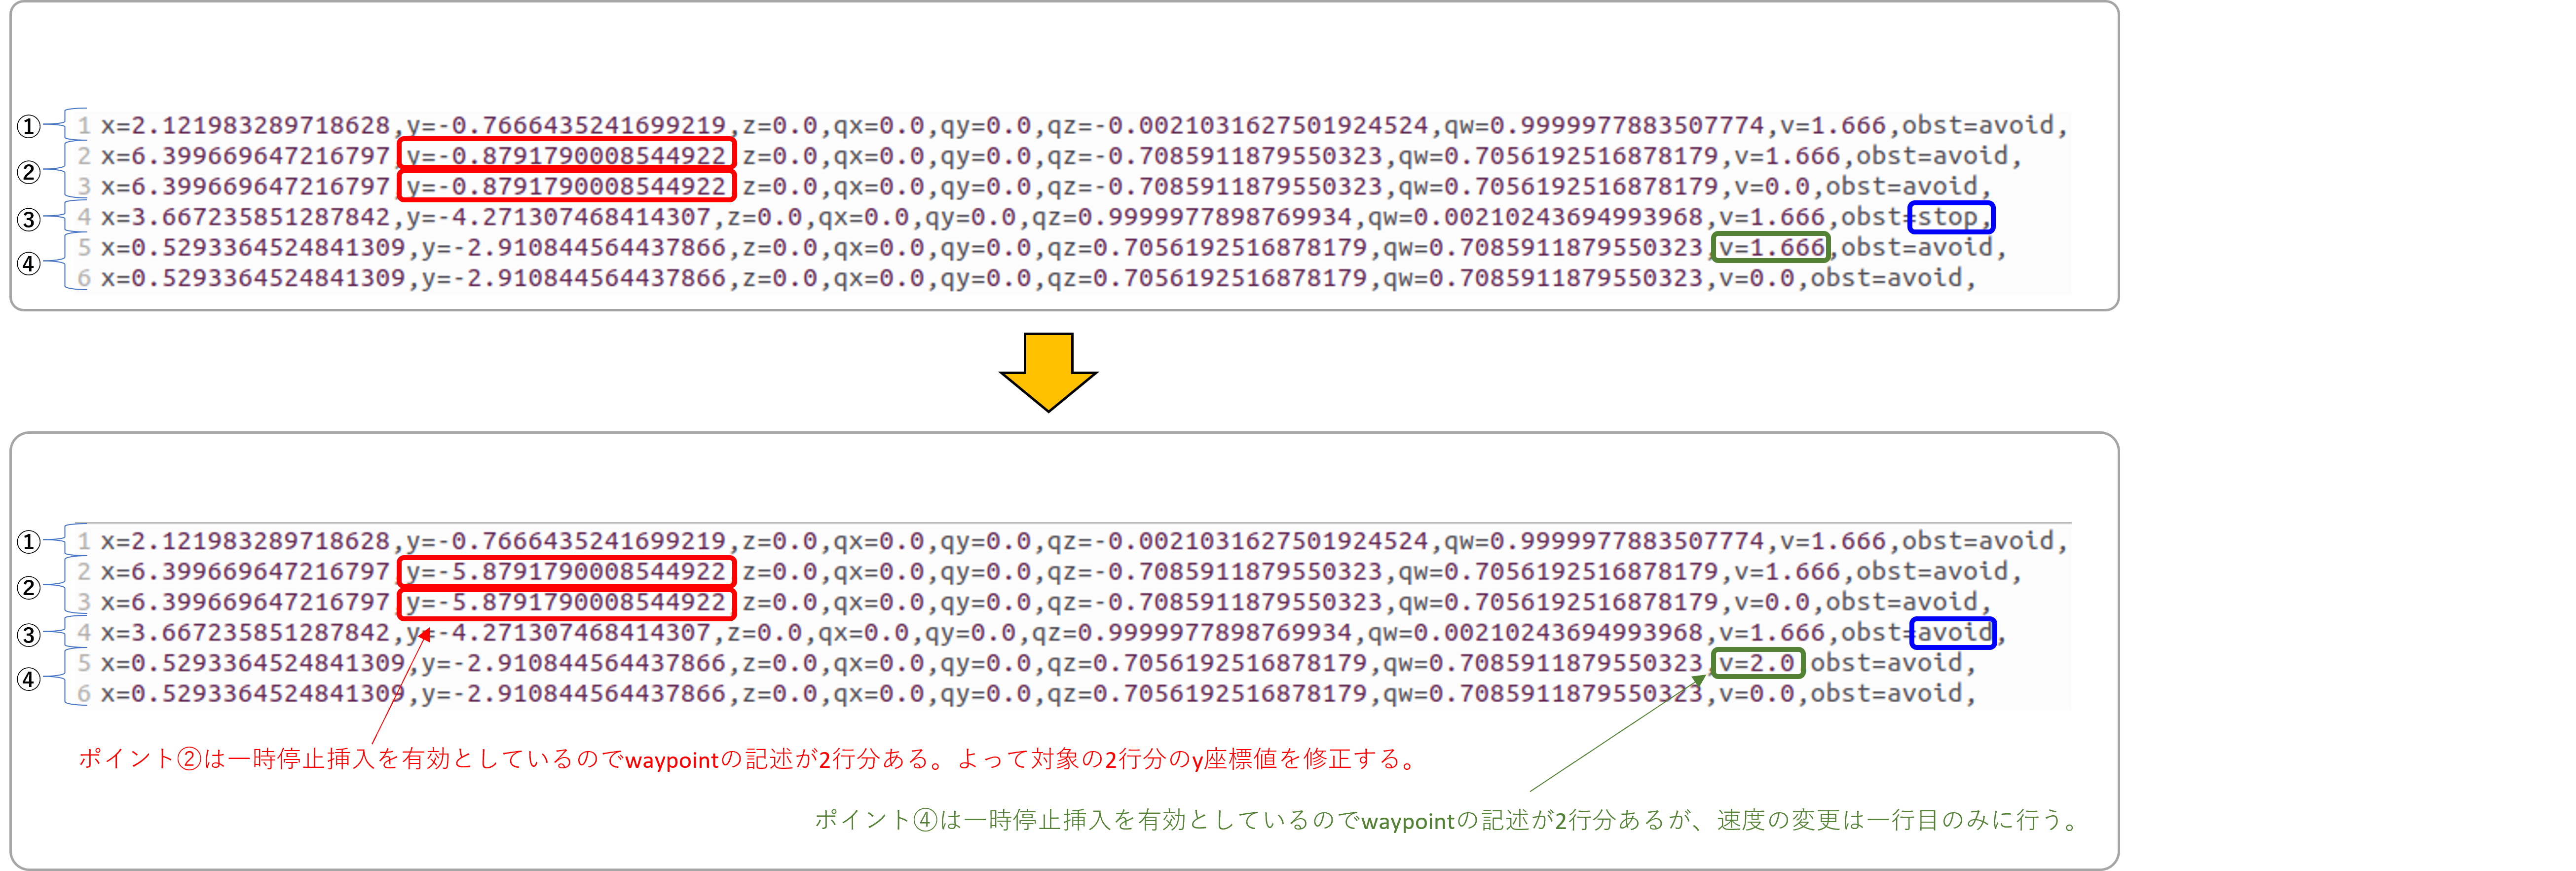 ① 1 x=2.121983289718628,y=-0.7666435241699219,z=0.0,qx=0.0,qy=0.0,qz=-0.0021031627501924524,qw=0.9999977883507774,v=1.666,obst=avoid,
② 2 x=6.399669647216797,y=-0.8791790008544922,z=0.0,qx=0.0,qy=0.0,qz=-0.7085911879550323,qw=0.7056192516878179,v=1.666,obst=avoid,
3 x=6.399669647216797,y=-0.8791790008544922,z=0.0,qx=0.0,qy=0.0,qz=-0.7085911879550323,qw=0.7056192516878179,v=0.0,obst=avoid,
③ 4 x=3.667235851287842,y=-4.271307468414307,z=0.0,qx=0.0,qy=0.0,qz=0.9999977898769934,qw=0.00210243694993968,v=1.666,obst=stop,
④ 5 x=0.5293364524841309,y=-2.910844564437866,z=0.0,qx=0.0,qy=0.0,qz=0.7056192516878179,qw=0.7085911879550323,v=1.666,obst=avoid,
6 x=0.5293364524841309,y=-2.910844564437866,z=0.0,qx=0.0,qy=0.0,qz=0.7056192516878179,qw=0.7085911879550323,v=0.0,obst=avoid,
① 1 x=2.121983289718628,y=-0.7666435241699219,z=0.0,qx=0.0,qy=0.0,qz=-0.0021031627501924524,qw=0.9999977883507774,v=1.666,obst=avoid,
② 2 x=6.399669647216797,y=-5.8791790008544922,z=0.0,qx=0.0,qy=0.0,qz=-0.7085911879550323,qw=0.7056192516878179,v=1.666,obst=avoid,
3 x=6.399669647216797,y=-5.8791790008544922,z=0.0,qx=0.0,qy=0.0,qz=-0.7085911879550323,qw=0.7056192516878179,v=0.0,obst=avoid,
③ 4 x=3.667235851287842,y=-4.271307468414307,z=0.0,qx=0.0,qy=0.0,qz=0.9999977898769934,qw=0.00210243694993968,v=1.666,obst=avoid,
④ 5 x=0.5293364524841309,y=-2.910844564437866,z=0.0,qx=0.0,qy=0.0,qz=0.7056192516878179,qw=0.7085911879550323,v=2.0,obst=avoid,
6 x=0.5293364524841309,y=-2.910844564437866,z=0.0,qx=0.0,qy=0.0,qz=0.7056192516878179,qw=0.7085911879550323,v=0.0,obst=avoid,
ポイント②は一時停止挿入を有効としているのでwaypointの記述が2行分ある。よって対象の2行分のy座標値を修正する。
ポイント④は一時停止挿入を有効としているのでwaypointの記述が2行分あるが、速度の変更は一行目のみに行う。